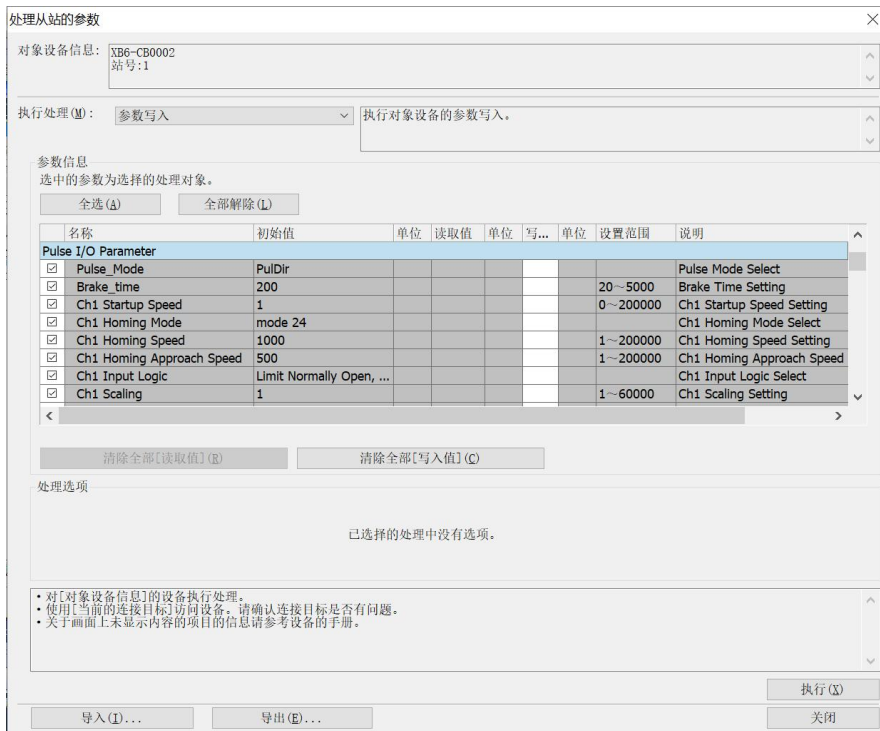 处理从站的参数
对象设备信息: XB6-CB0002
站号:1
执行处理(M): 参数写入 执行对象设备的参数写入。
参数信息
选中的参数为选择的处理对象。
全选(A) 全部解除(L)
名称 初始值 单位 读取值 单位 写... 单位 设置范围 说明
Pulse I/O Parameter
Pulse_Mode PulDir Pulse Mode Select
Brake_time 200 20~5000 Brake Time Setting
Ch1 Startup Speed 1 0~200000 Ch1 Startup Speed Setting
Ch1 Homing Mode mode 24 Ch1 Homing Mode Select
Ch1 Homing Speed 1000 1~200000 Ch1 Homing Speed Setting
Ch1 Homing Approach Speed 500 1~200000 Ch1 Homing Approach Speed
Ch1 Input Logic Limit Normally Open, ... Ch1 Input Logic Select
Ch1 Scaling 1 1~60000 Ch1 Scaling Setting
清除全部[读取值](R) 清除全部[写入值](C)
处理选项
已选择的处理中没有选项。
•对[对象设备信息]的设备执行处理。
•使用[当前的连接目标]访问设备。请确认连接目标是否有问题。
•关于画面上未显示内容的项目的信息请参考设备的手册。
执行(X)
导入(I)... 导出(E)... 关闭